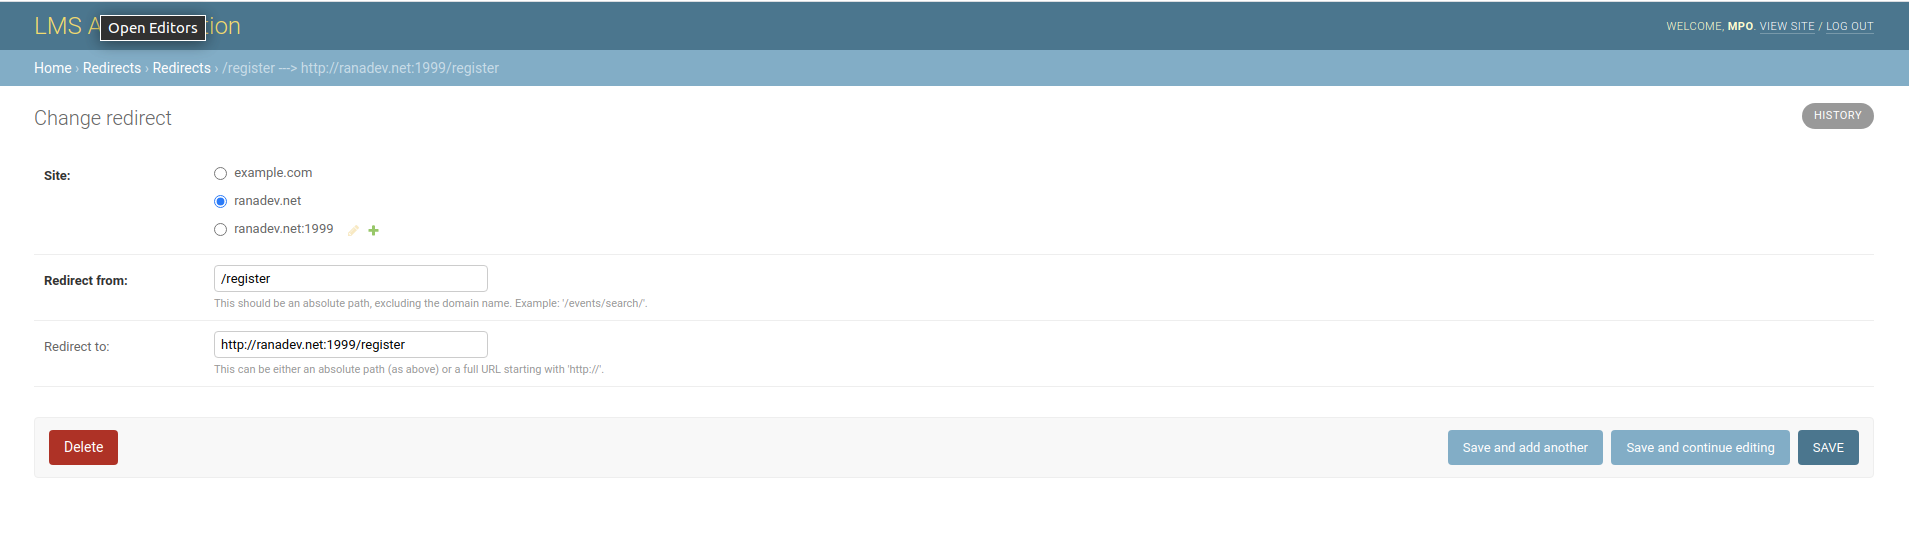 LMS A
Open Editors
tion
WELCOME, MPO. VIEW SITE / LOG OUT
Home › Redirects › Redirects › /register ---> http://ranadev.net:1999/register
Change redirect
HISTORY
Site:
example.com
ranadev.net
ranadev.net:1999
Redirect from:
/register
This should be an absolute path, excluding the domain name. Example: '/events/search/'.
Redirect to:
http://ranadev.net:1999/register
This can be either an absolute path (as above) or a full URL starting with 'http://'.
Delete
Save and add another
Save and continue editing
SAVE